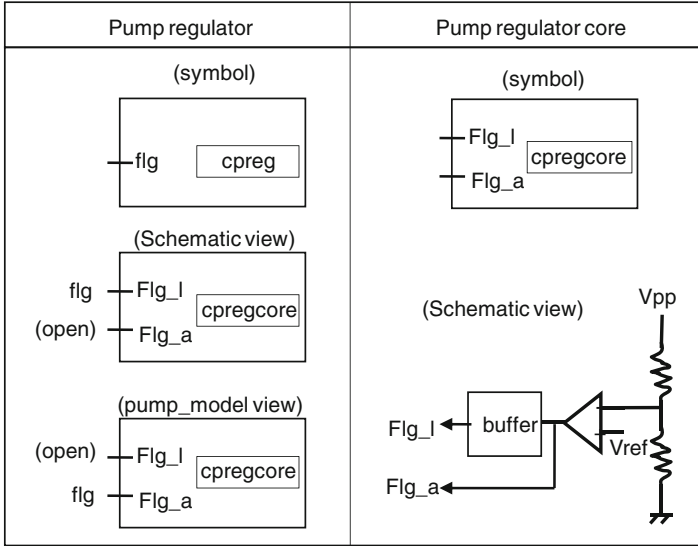 Pump regulator
Pump regulator core
(symbol)
flg
cpreg
(Schematic view)
flg
Flg_l
(open)
Flg_a
cpregcore
(pump_model view)
(open)
Flg_l
flg
Flg_a
cpregcore
(symbol)
Flg_l
Flg_a
cpregcore
(Schematic view)
Vpp
Flg_l
buffer
Vref
Flg_a